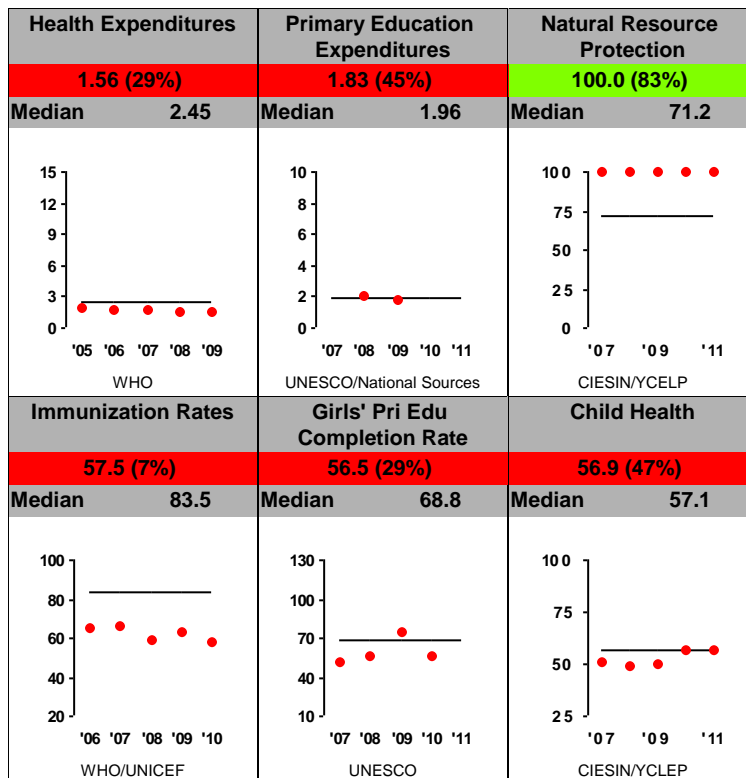 Health Expenditures
1.56 (29%)
Median 2.45
15
12
9
6
3
0
'05 '06 '07 '08 '09
WHO
Primary Education
Expenditures
1.83 (45%)
Median 1.96
10
8
6
4
2
0
'07 '08 '09 '10 '11
UNESCO/National Sources
Natural Resource
Protection
100.0 (83%)
Median 71.2
100
75
50
25
0
'07 '09 '11
CIESIN/YCELP
Immunization Rates
57.5 (7%)
Median 83.5
100
80
60
40
20
'06 '07 '08 '09 '10
WHO/UNICEF
Girls' Pri Edu
Completion Rate
56.5 (29%)
Median 68.8
130
100
70
40
10
'07 '08 '09 '10 '11
UNESCO
Child Health
56.9 (47%)
Median 57.1
100
75
50
25
'07 '09 '11
CIESIN/YCLEP